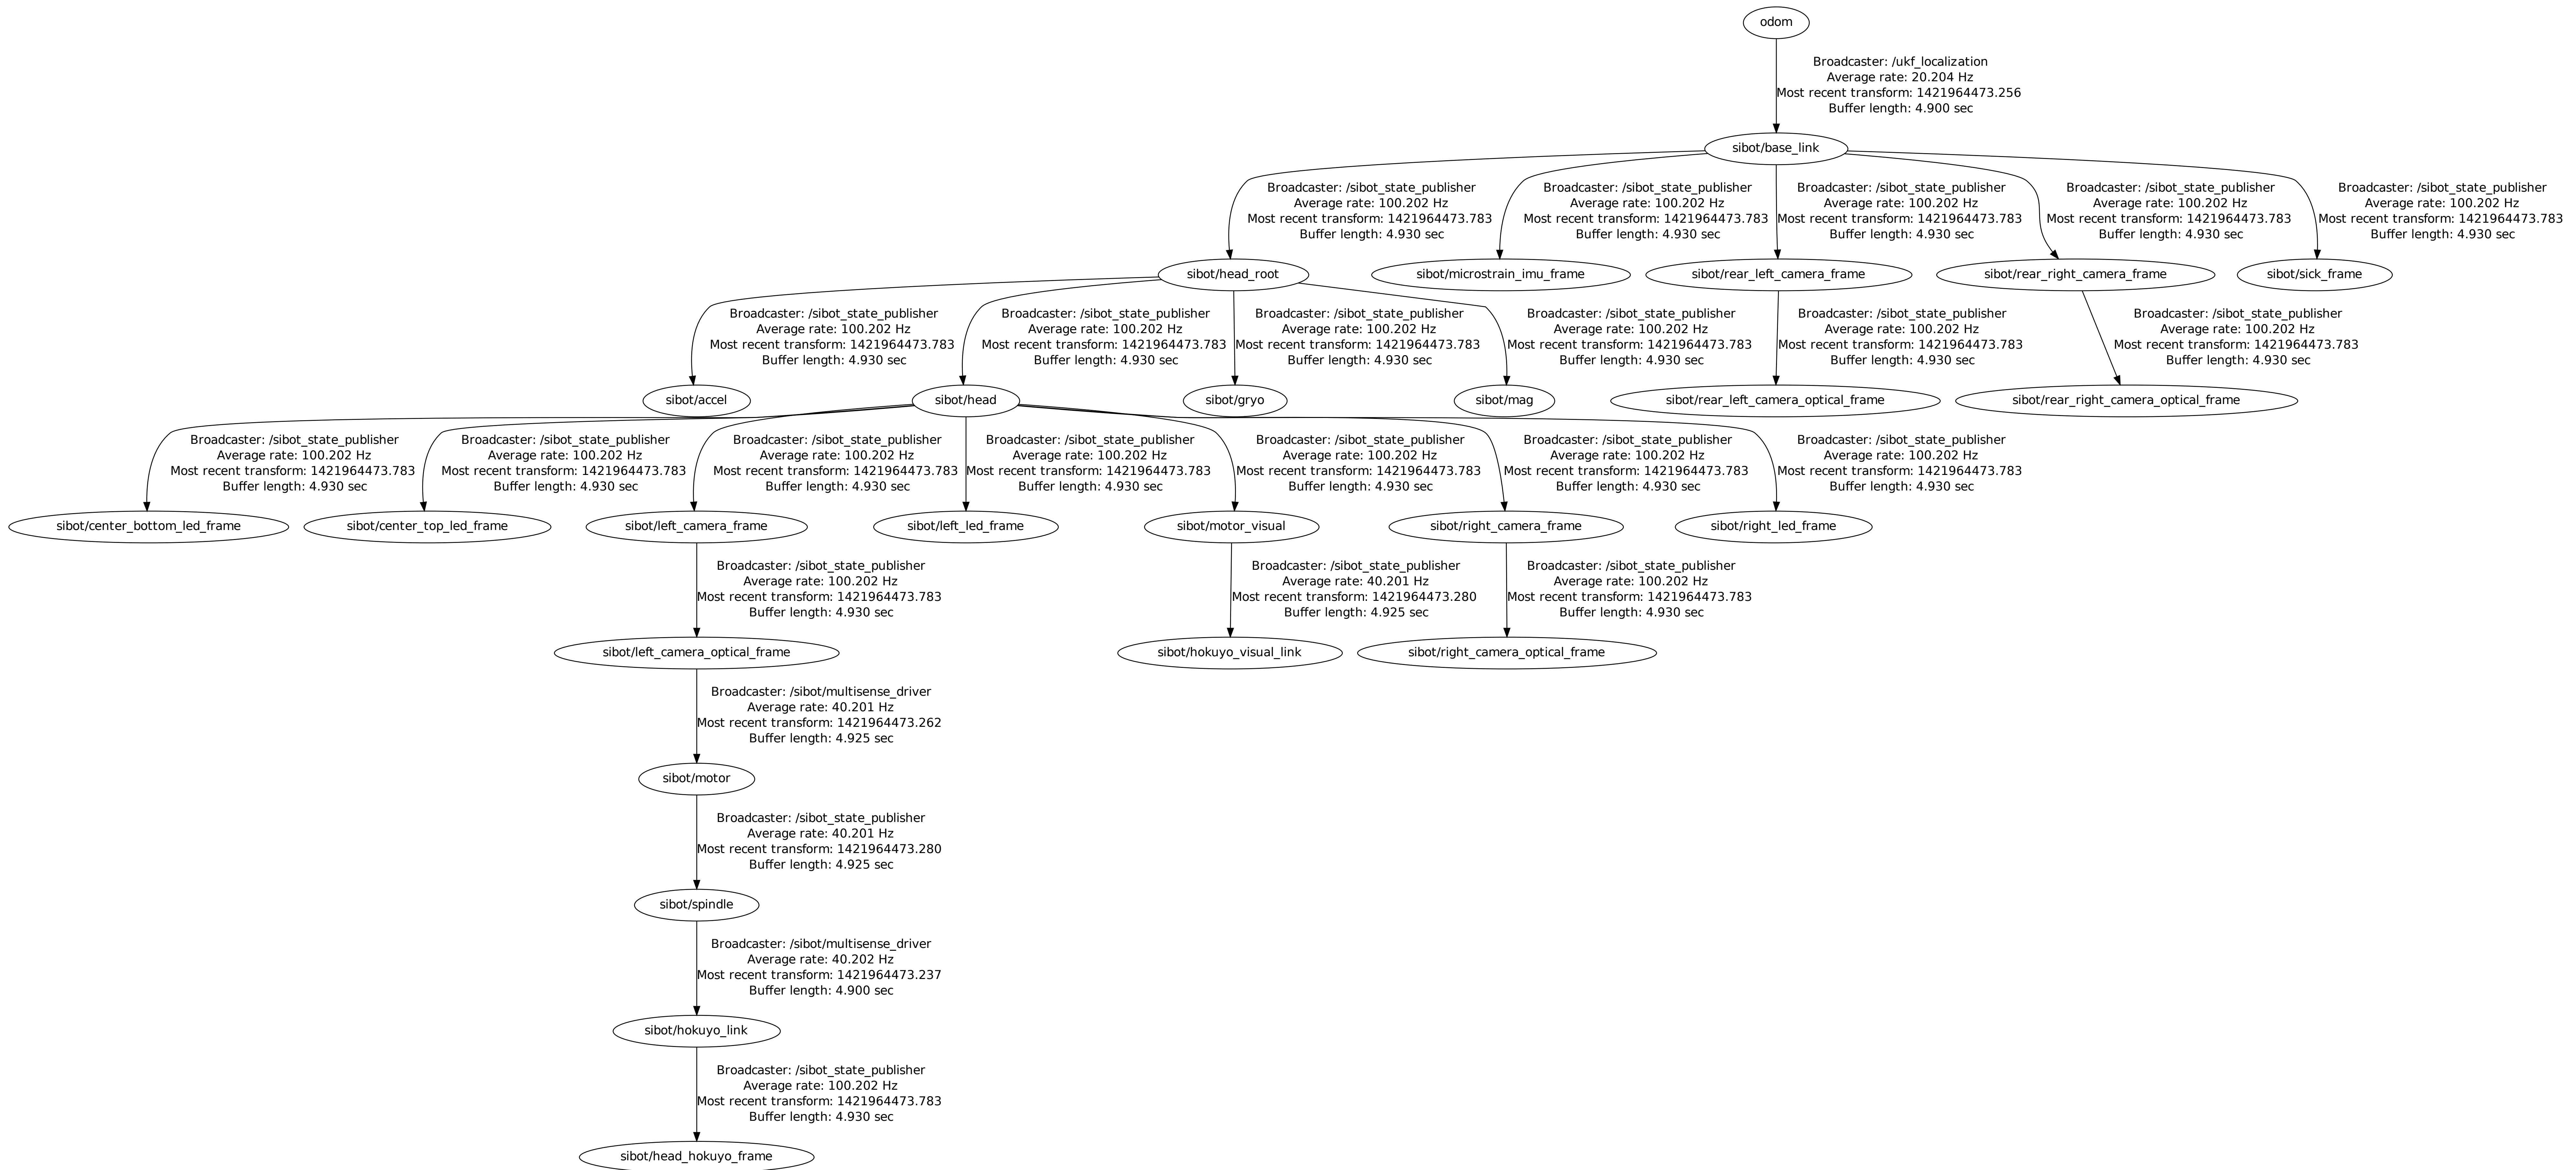 odom
Broadcaster: /ukf_localization
Average rate: 20.204 Hz
Most recent transform: 1421964473.256
Buffer length: 4.900 sec
sibot/base_link
Broadcaster: /sibot_state_publisher
Average rate: 100.202 Hz
Most recent transform: 1421964473.783
Buffer length: 4.930 sec
Broadcaster: /sibot_state_publisher
Average rate: 100.202 Hz
Most recent transform: 1421964473.783
Buffer length: 4.930 sec
Broadcaster: /sibot_state_publisher
Average rate: 100.202 Hz
Most recent transform: 1421964473.783
Buffer length: 4.930 sec
Broadcaster: /sibot_state_publisher
Average rate: 100.202 Hz
Most recent transform: 1421964473.783
Buffer length: 4.930 sec
Broadcaster: /sibot_state_publisher
Average rate: 100.202 Hz
Most recent transform: 1421964473.783
Buffer length: 4.930 sec
sibot/head_root
sibot/microstrain_imu_frame
sibot/rear_left_camera_frame
sibot/rear_right_camera_frame
sibot/sick_frame
Broadcaster: /sibot_state_publisher
Average rate: 100.202 Hz
Most recent transform: 1421964473.783
Buffer length: 4.930 sec
Broadcaster: /sibot_state_publisher
Average rate: 100.202 Hz
Most recent transform: 1421964473.783
Buffer length: 4.930 sec
Broadcaster: /sibot_state_publisher
Average rate: 100.202 Hz
Most recent transform: 1421964473.783
Buffer length: 4.930 sec
Broadcaster: /sibot_state_publisher
Average rate: 100.202 Hz
Most recent transform: 1421964473.783
Buffer length: 4.930 sec
Broadcaster: /sibot_state_publisher
Average rate: 100.202 Hz
Most recent transform: 1421964473.783
Buffer length: 4.930 sec
Broadcaster: /sibot_state_publisher
Average rate: 100.202 Hz
Most recent transform: 1421964473.783
Buffer length: 4.930 sec
sibot/accel
sibot/head
sibot/gryo
sibot/mag
sibot/rear_left_camera_optical_frame
sibot/rear_right_camera_optical_frame
Broadcaster: /sibot_state_publisher
Average rate: 100.202 Hz
Most recent transform: 1421964473.783
Buffer length: 4.930 sec
Broadcaster: /sibot_state_publisher
Average rate: 100.202 Hz
Most recent transform: 1421964473.783
Buffer length: 4.930 sec
Broadcaster: /sibot_state_publisher
Average rate: 100.202 Hz
Most recent transform: 1421964473.783
Buffer length: 4.930 sec
Broadcaster: /sibot_state_publisher
Average rate: 100.202 Hz
Most recent transform: 1421964473.783
Buffer length: 4.930 sec
Broadcaster: /sibot_state_publisher
Average rate: 100.202 Hz
Most recent transform: 1421964473.783
Buffer length: 4.930 sec
Broadcaster: /sibot_state_publisher
Average rate: 100.202 Hz
Most recent transform: 1421964473.783
Buffer length: 4.930 sec
Broadcaster: /sibot_state_publisher
Average rate: 100.202 Hz
Most recent transform: 1421964473.783
Buffer length: 4.930 sec
sibot/center_bottom_led_frame
sibot/center_top_led_frame
sibot/left_camera_frame
sibot/left_led_frame
sibot/motor_visual
sibot/right_camera_frame
sibot/right_led_frame
Broadcaster: /sibot_state_publisher
Average rate: 100.202 Hz
Most recent transform: 1421964473.783
Buffer length: 4.930 sec
Broadcaster: /sibot_state_publisher
Average rate: 40.201 Hz
Most recent transform: 1421964473.280
Buffer length: 4.925 sec
Broadcaster: /sibot_state_publisher
Average rate: 100.202 Hz
Most recent transform: 1421964473.783
Buffer length: 4.930 sec
sibot/left_camera_optical_frame
sibot/hokuyo_visual_link
sibot/right_camera_optical_frame
Broadcaster: /sibot/multisense_driver
Average rate: 40.201 Hz
Most recent transform: 1421964473.262
Buffer length: 4.925 sec
sibot/motor
Broadcaster: /sibot_state_publisher
Average rate: 40.201 Hz
Most recent transform: 1421964473.280
Buffer length: 4.925 sec
sibot/spindle
Broadcaster: /sibot/multisense_driver
Average rate: 40.202 Hz
Most recent transform: 1421964473.237
Buffer length: 4.900 sec
sibot/hokuyo_link
Broadcaster: /sibot_state_publisher
Average rate: 100.202 Hz
Most recent transform: 1421964473.783
Buffer length: 4.930 sec
sibot/head_hokuyo_frame